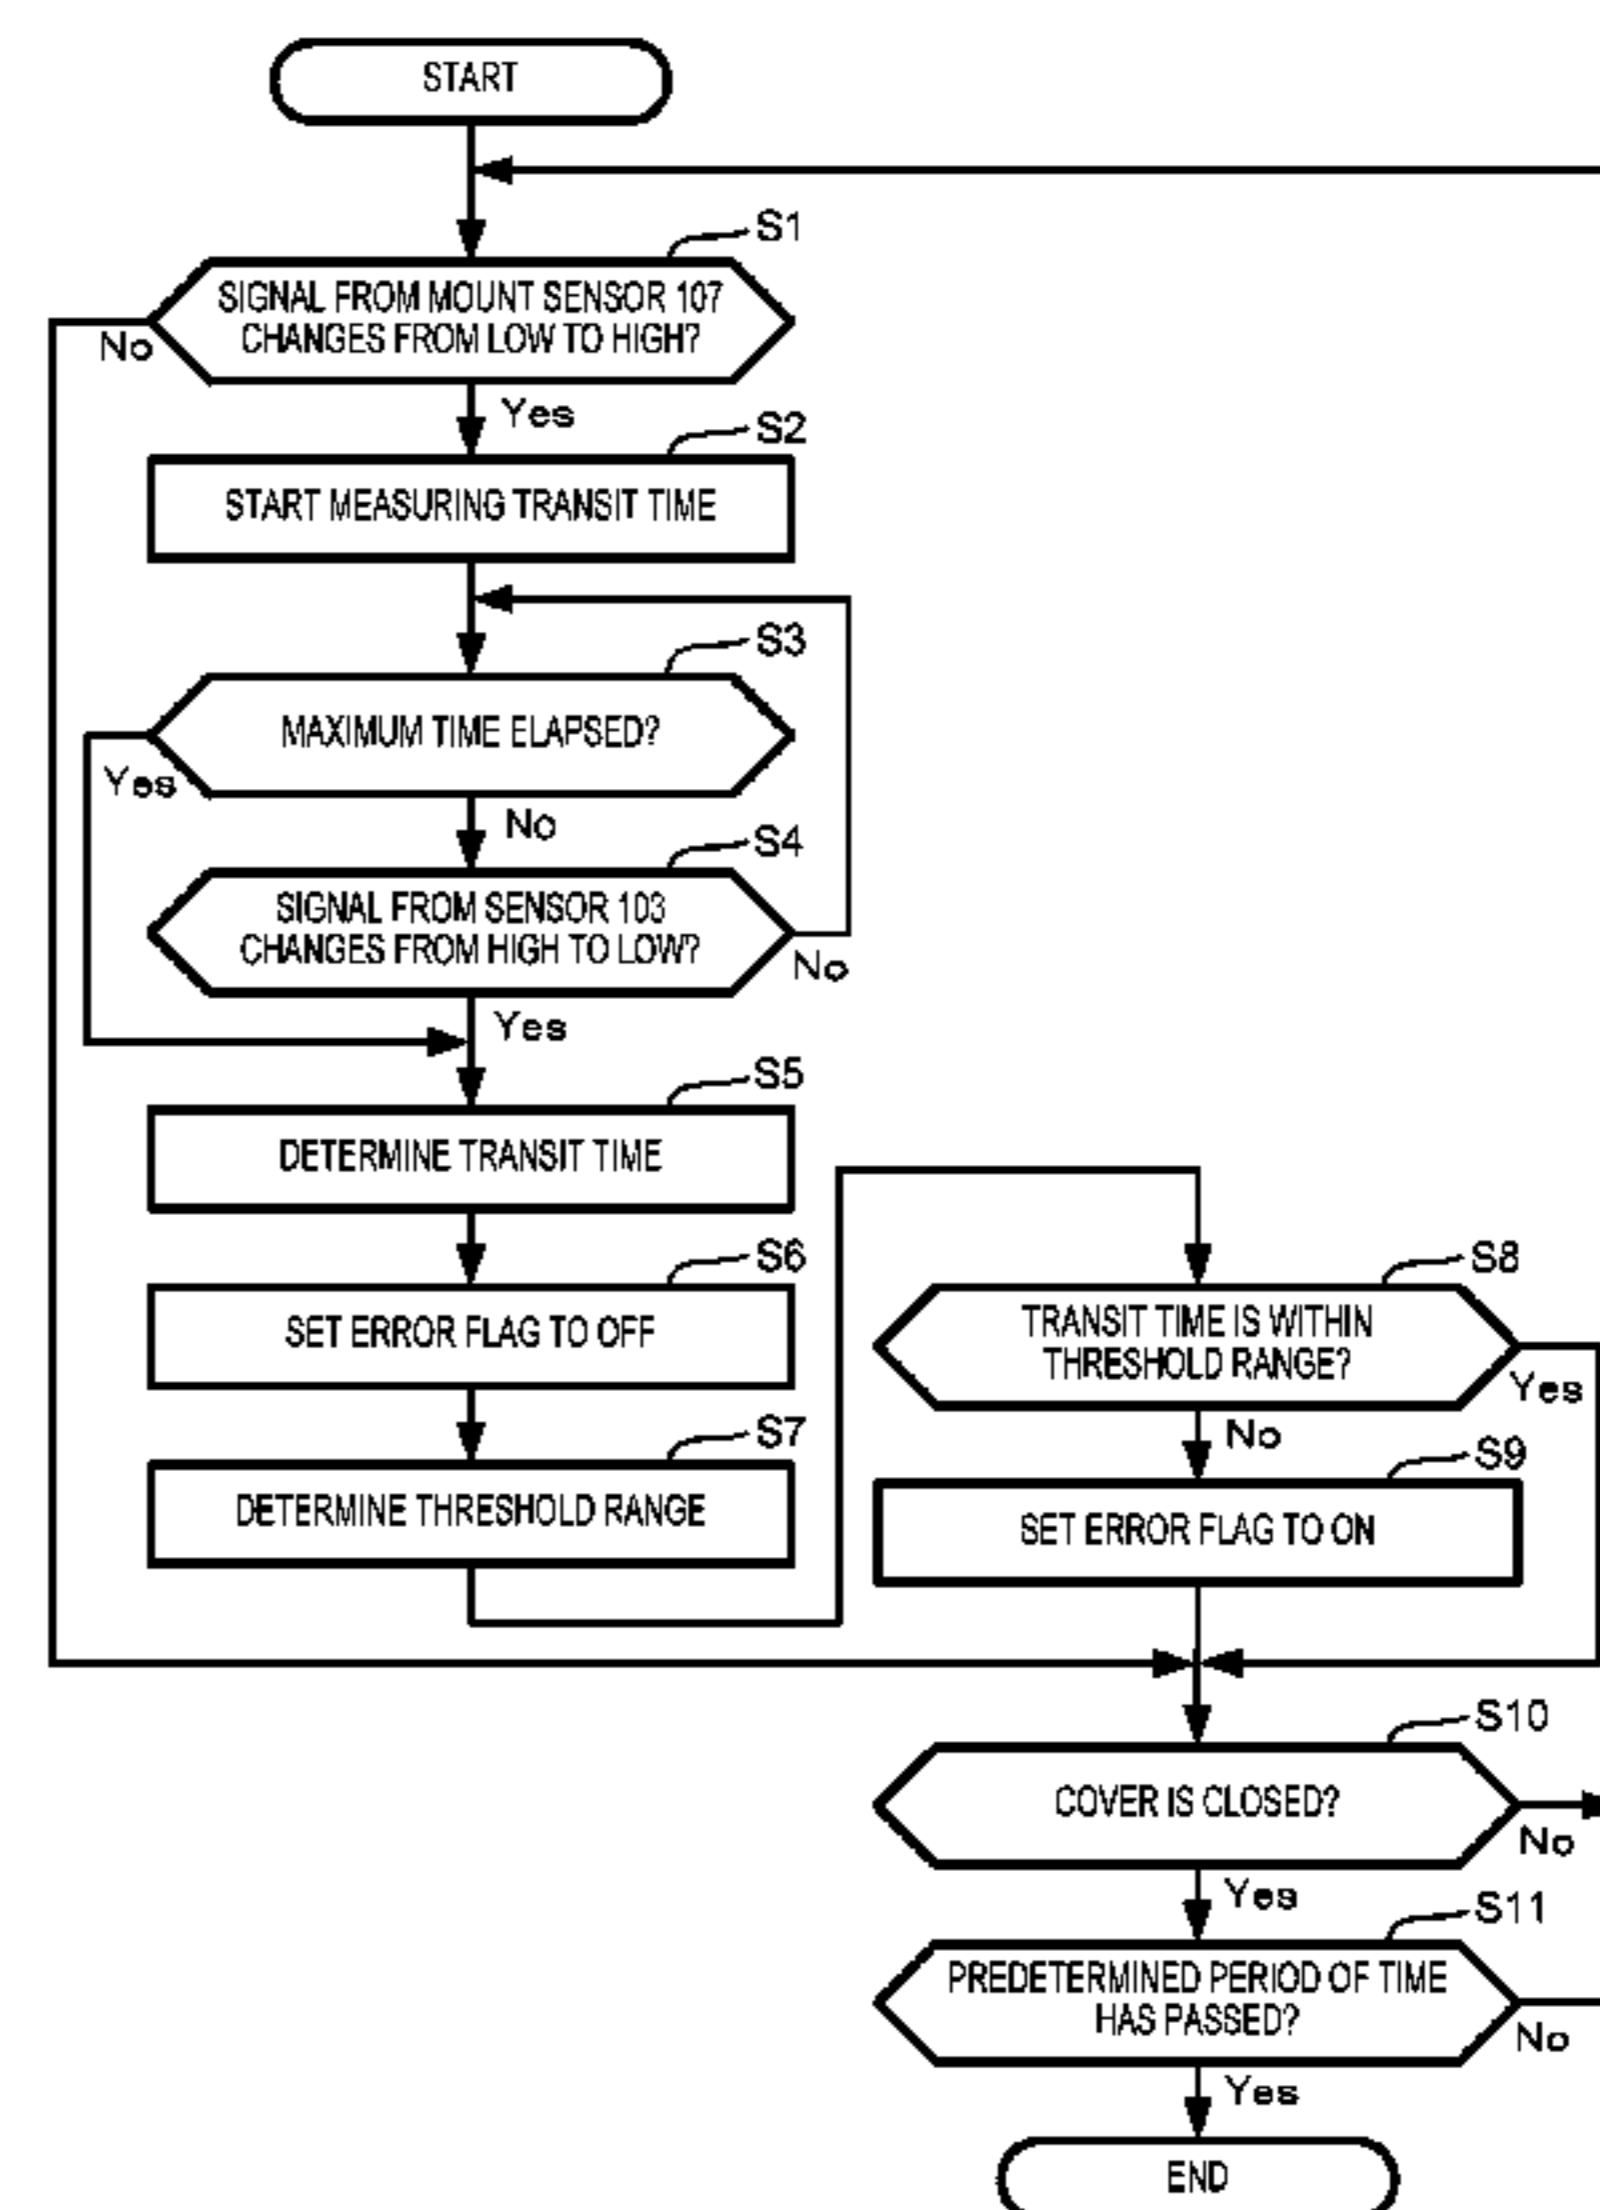 START
S1
SIGNAL FROM MOUNT SENSOR 107
CHANGES FROM LOW TO HIGH?
No
Yes
S2
START MEASURING TRANSIT TIME
S3
MAXIMUM TIME ELAPSED?
Yes
No
S4
SIGNAL FROM SENSOR 103
CHANGES FROM HIGH TO LOW?
No
Yes
S5
DETERMINE TRANSIT TIME
S6
SET ERROR FLAG TO OFF
S7
DETERMINE THRESHOLD RANGE
S8
TRANSIT TIME IS WITHIN
THRESHOLD RANGE?
Yes
No
S9
SET ERROR FLAG TO ON
S10
COVER IS CLOSED?
No
Yes
S11
PREDETERMINED PERIOD OF TIME
HAS PASSED?
No
Yes
END